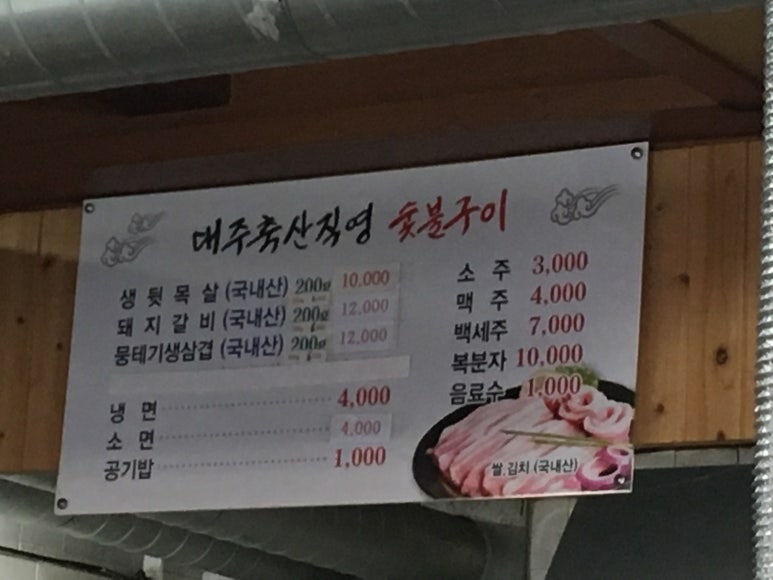 대주축산직영 숯불구이
생 뒷 목 살 (국내산) 200g 10,000
돼 지 갈 비 (국내산) 200g 12,000
뭉테기생삼겹 (국내산) 200g 12,000
냉 면 4,000
소 면 4,000
공기밥 1,000
소 주 3,000
맥 주 4,000
백세주 7,000
복분자 10,000
음료수 1,000
쌀,김치 (국내산)